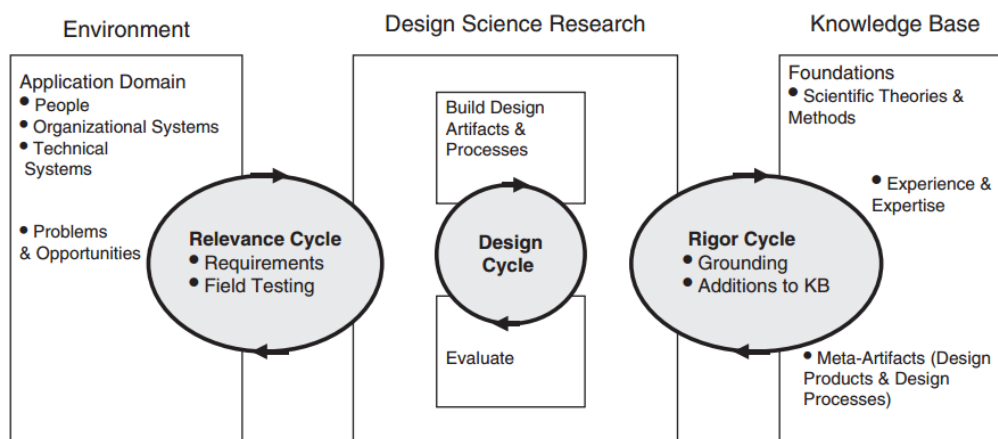 Environment
Design Science Research
Knowledge Base
Application Domain
● People
● Organizational Systems
● Technical
Systems
● Problems
& Opportunities
Relevance Cycle
● Requirements
● Field Testing
Build Design
Artifacts &
Processes
Design
Cycle
Evaluate
Rigor Cycle
● Grounding
● Additions to KB
Foundations
● Scientific Theories &
Methods
● Experience &
Expertise
● Meta-Artifacts (Design
Products & Design
Processes)